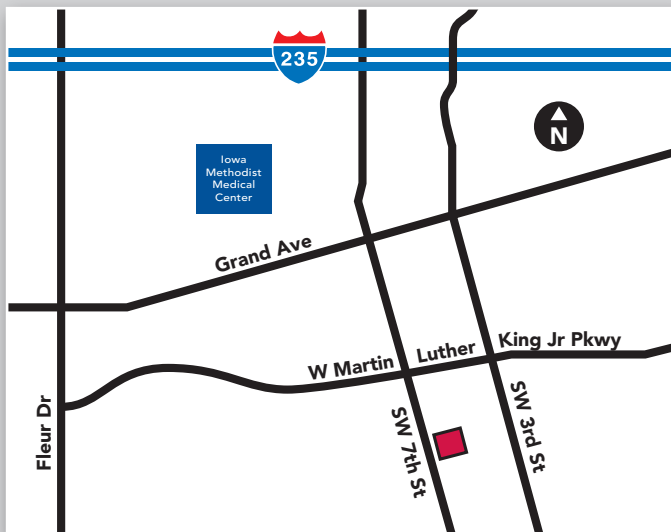 235
N
Iowa
Methodist
Medical
Center
Grand Ave
W Martin Luther King Jr Pkwy
Fleur Dr
SW 7th St
SW 3rd St